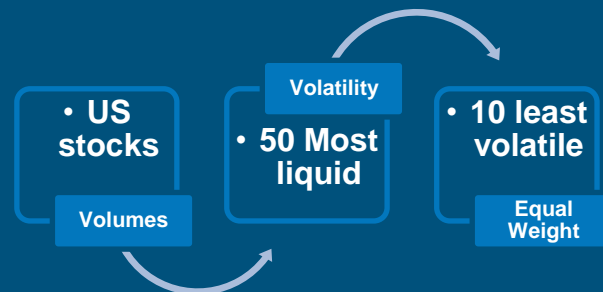 • US
stocks
Volumes
Volatility
• 50 Most
liquid
• 10 least
volatile
Equal
Weight